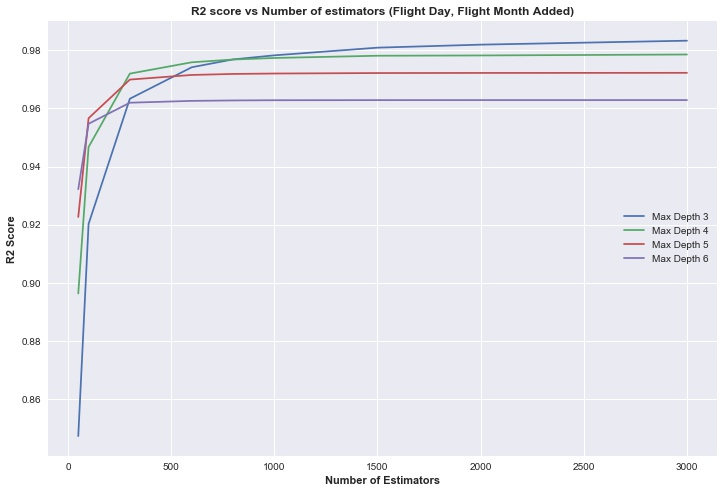 R2 score vs Number of estimators (Flight Day, Flight Month Added)
0.98
0.96
0.94
0.92
0.90
0.88
0.86
R2 Score
Max Depth 3
Max Depth 4
Max Depth 5
Max Depth 6
0 500 1000 1500 2000 2500 3000
Number of Estimators